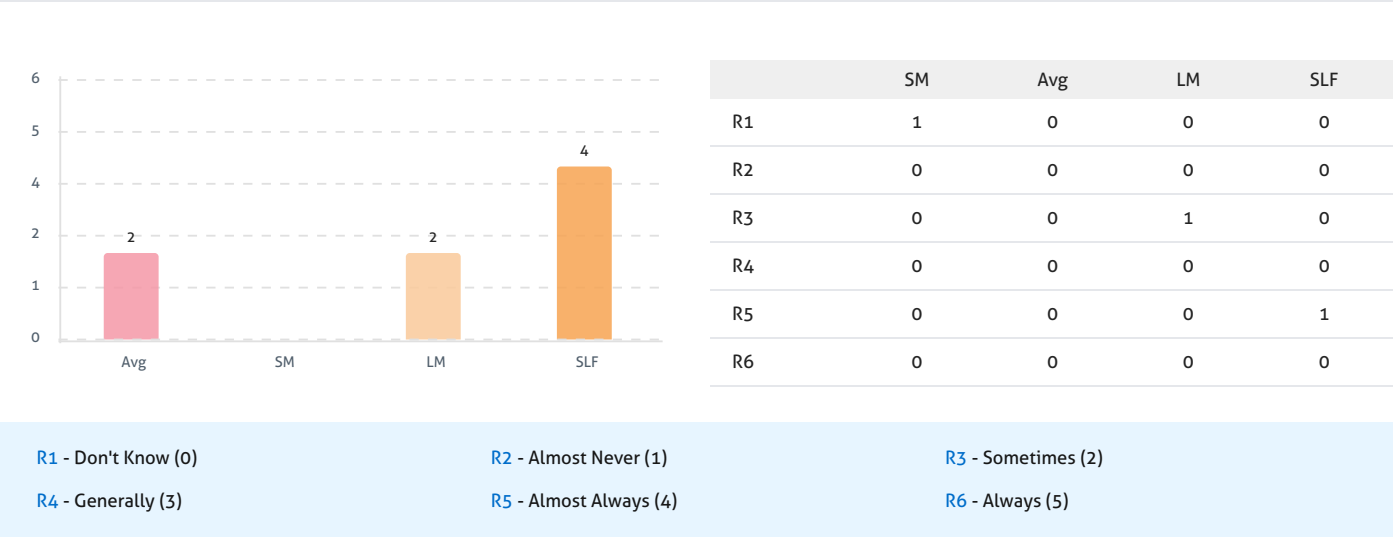 6
5
4
4
2
2
2
1
0
Avg SM LM SLF
SM Avg LM SLF
R1 1 0 0 0
R2 0 0 0 0
R3 0 0 1 0
R4 0 0 0 0
R5 0 0 0 1
R6 0 0 0 0
R1 - Don't Know (0) R2 - Almost Never (1) R3 - Sometimes (2)
R4 - Generally (3) R5 - Almost Always (4) R6 - Always (5)